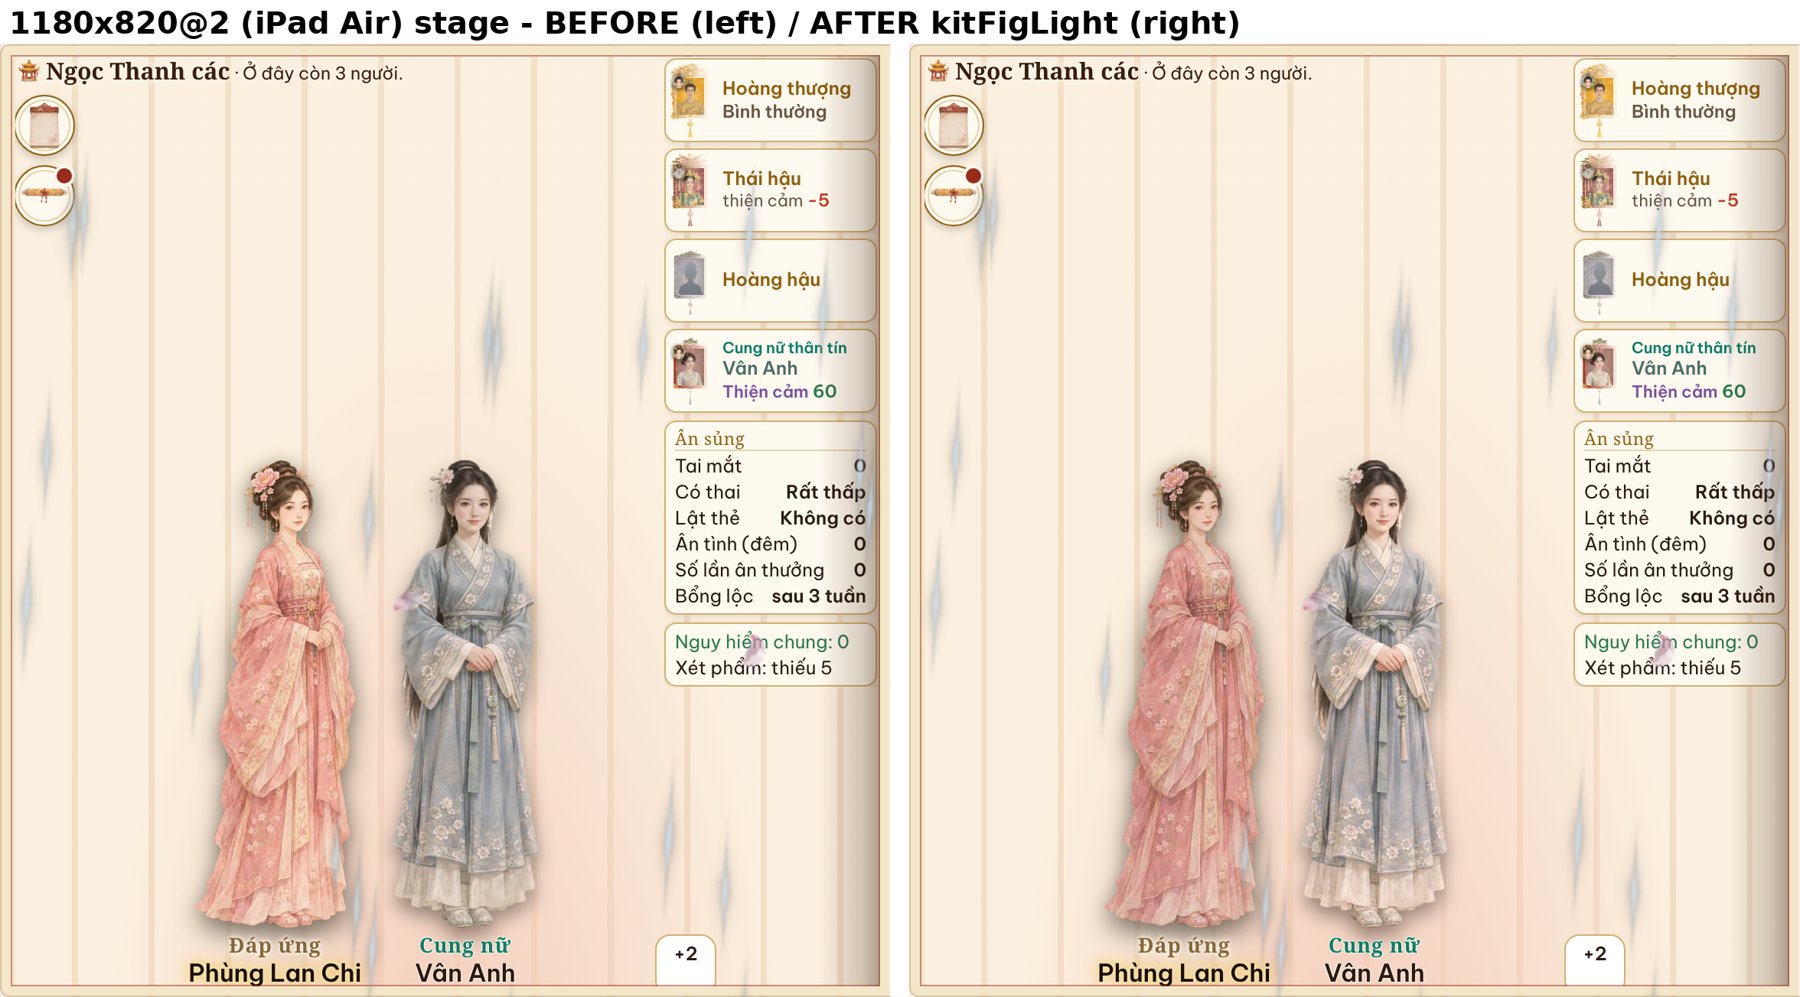 1180x820@2 (iPad Air) stage - BEFORE (left) / AFTER kitFigLight (right)
Ngọc Thanh các · Ở đây còn 3 người.
Hoàng thượng
Bình thường
Thái hậu
thiện cảm -5
Hoàng hậu
Cung nữ thân tín
Vân Anh
Thiện cảm 60
Ân sủng
Tai mắt 0
Có thai Rất thấp
Lật thẻ Không có
Ân tình (đêm) 0
Số lần ân thưởng 0
Bổng lộc sau 3 tuần
Nguy hiểm chung: 0
Xét phẩm: thiếu 5
Đáp ứng
Phùng Lan Chi
Cung nữ
Vân Anh
+2
Ngọc Thanh các · Ở đây còn 3 người.
Hoàng thượng
Bình thường
Thái hậu
thiện cảm -5
Hoàng hậu
Cung nữ thân tín
Vân Anh
Thiện cảm 60
Ân sủng
Tai mắt 0
Có thai Rất thấp
Lật thẻ Không có
Ân tình (đêm) 0
Số lần ân thưởng 0
Bổng lộc sau 3 tuần
Nguy hiểm chung: 0
Xét phẩm: thiếu 5
Đáp ứng
Phùng Lan Chi
Cung nữ
Vân Anh
+2